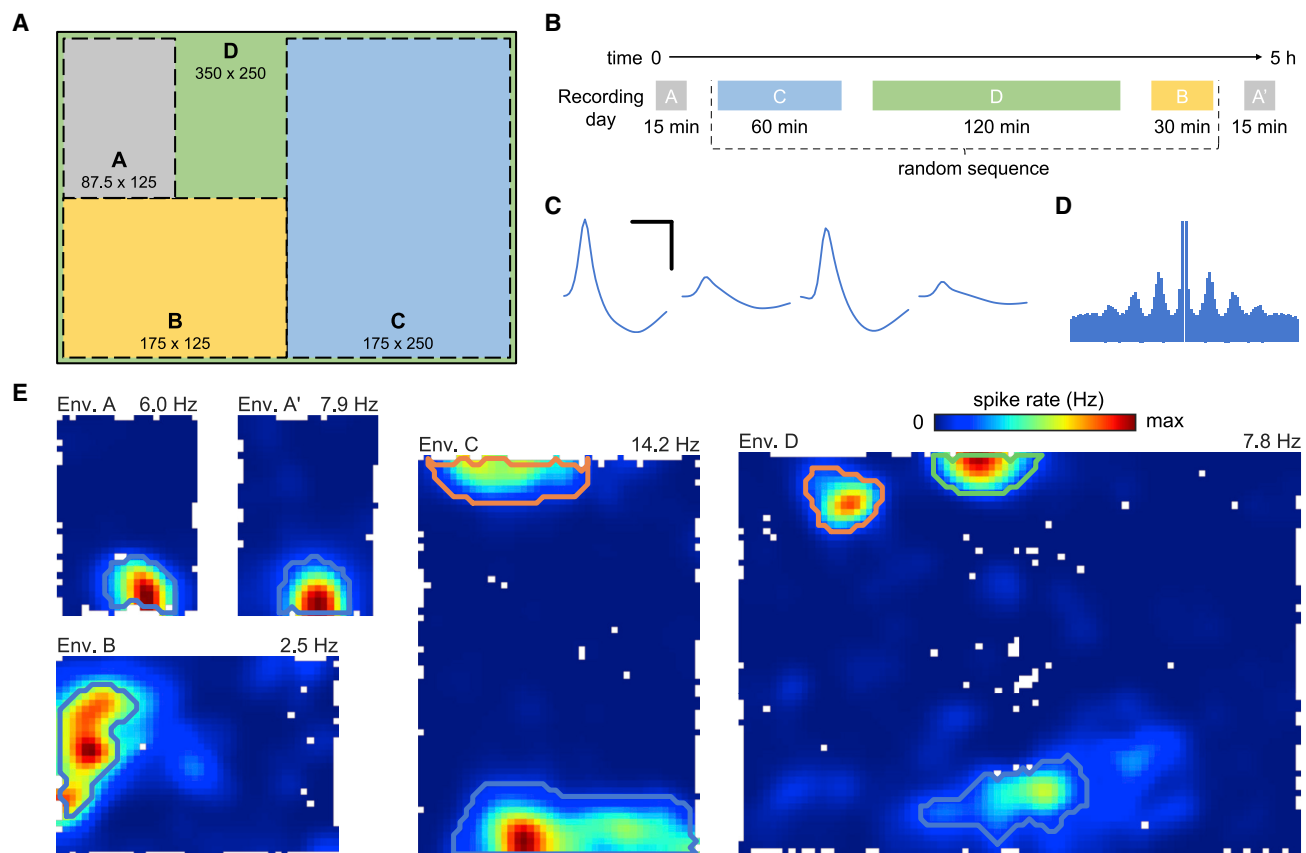 A
D
350 x 250
A
87.5 x 125
B
175 x 125
C
175 x 250
B
time 0
5 h
Recording day
A
C
D
B
A'
15 min
60 min
120 min
30 min
15 min
random sequence
C
D
E
Env. A 6.0 Hz
Env. A' 7.9 Hz
Env. B 2.5 Hz
Env. C 14.2 Hz
spike rate (Hz)
0
max
Env. D 7.8 Hz